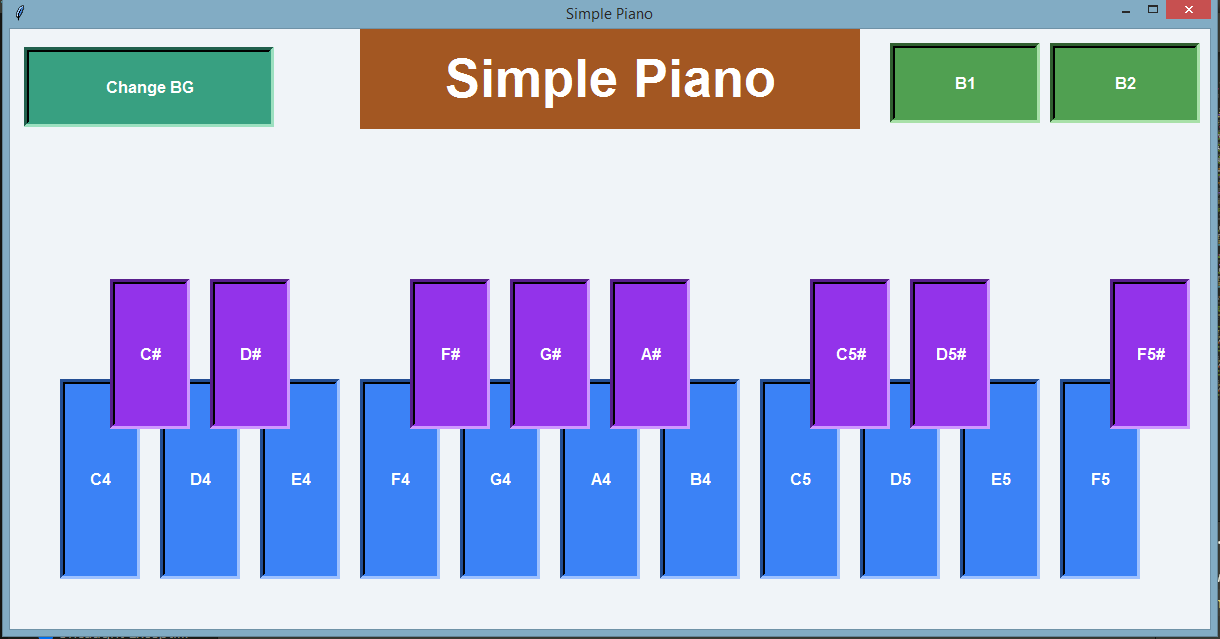 Simple Piano
Change BG
Simple Piano
B1
B2
C#
D#
F#
G#
A#
C5#
D5#
F5#
C4
D4
E4
F4
G4
A4
B4
C5
D5
E5
F5